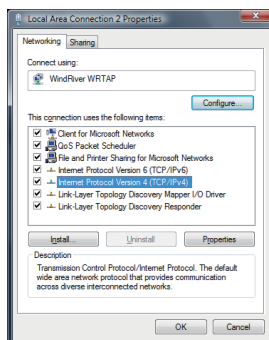 Local Area Connection 2 Properties
Networking
Sharing
Connect using:
WindRiver WRTAP
Configure...
This connection uses the following items:
Client for Microsoft Networks
QoS Packet Scheduler
File and Printer Sharing for Microsoft Networks
Internet Protocol Version 6 (TCP/IPv6)
Internet Protocol Version 4 (TCP/IPv4)
Link-Layer Topology Discovery Mapper I/O Driver
Link-Layer Topology Discovery Responder
Install...
Uninstall
Properties
Description
Transmission Control Protocol/Internet Protocol. The default
wide area network protocol that provides communication
across diverse interconnected networks.
OK
Cancel